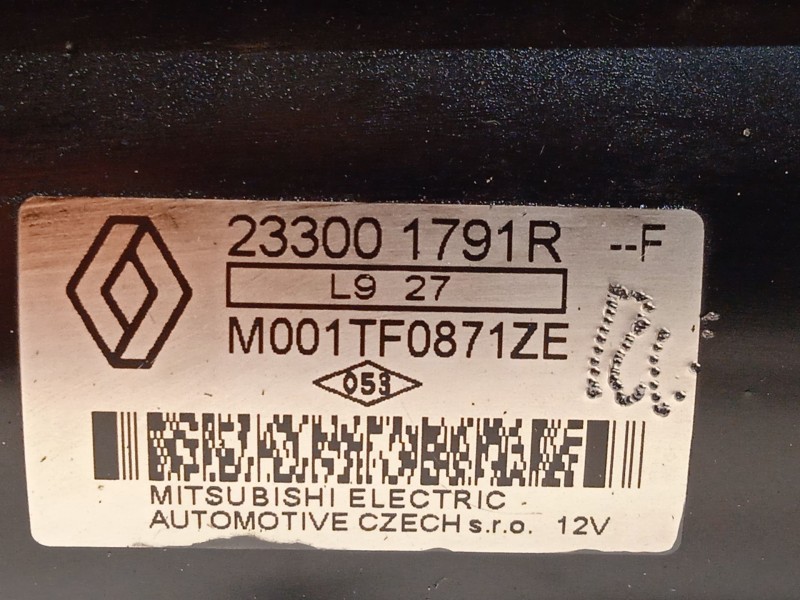 23300 1791R --F
L9 27
M001TF0871ZE
053
MITSUBISHI ELECTRIC
AUTOMOTIVE CZECH s.r.o. 12V